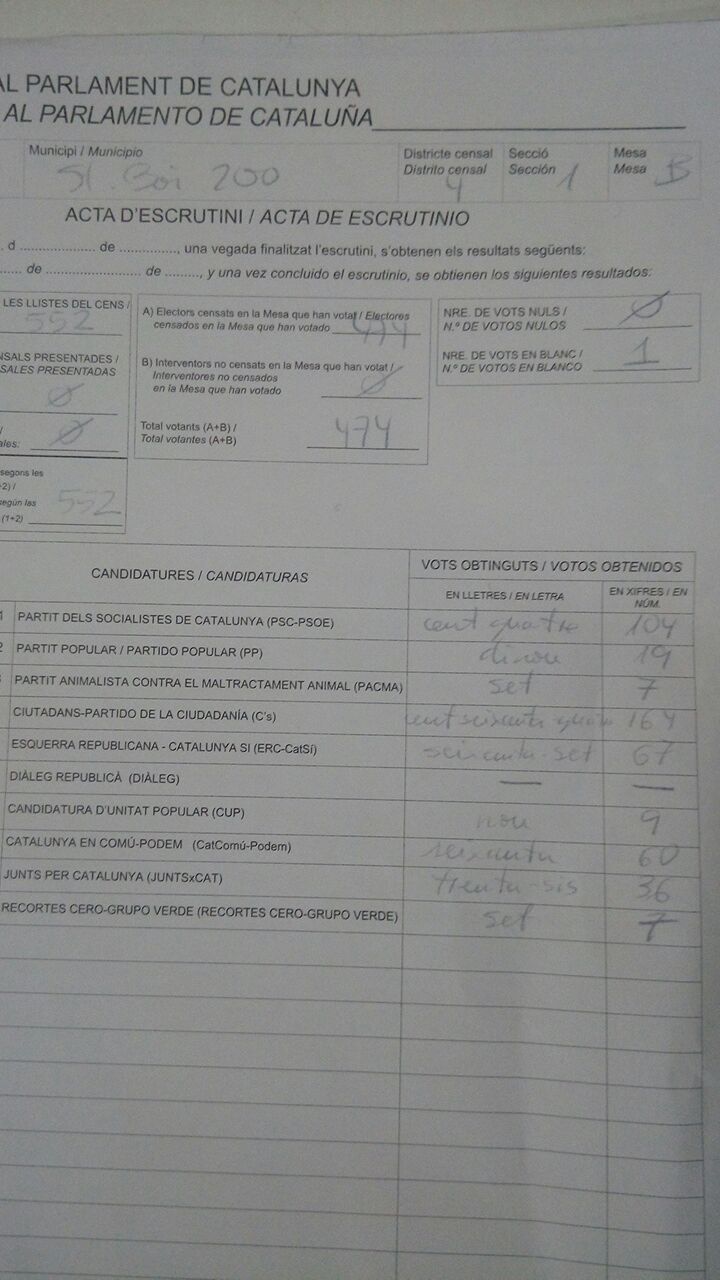 AL PARLAMENT DE CATALUNYA
AL PARLAMENTO DE CATALUÑA
Municipi / Municipio
St. Boi 200
Districte censal
Distrito censal
4
Secció
Sección
1
Mesa
Mesa
B
ACTA D'ESCRUTINI / ACTA DE ESCRUTINIO
d .................... de ..............., una vegada finalitzat l'escrutini, s'obtenen els resultats següents:
...... de ......................... de ........., y una vez concluido el escrutinio, se obtienen los siguientes resultados:
LES LLISTES DEL CENS /
552
NSALS PRESENTADES /
SALES PRESENTADAS
Ø
/
ales: Ø
segons les
+2) /
según las
(1+2) 552
A) Electors censats en la Mesa que han votat / Electores
censados en la Mesa que han votado 474
B) Interventors no censats en la Mesa que han votat /
Interventores no censados
en la Mesa que han votado Ø
Total votants (A+B) /
Total votantes (A+B) 474
NRE. DE VOTS NULS /
N.º DE VOTOS NULOS Ø
NRE. DE VOTS EN BLANC /
N.º DE VOTOS EN BLANCO 1
CANDIDATURES / CANDIDATURAS
VOTS OBTINGUTS / VOTOS OBTENIDOS
EN LLETRES / EN LETRA
EN XIFRES / EN
NÚM.
1 PARTIT DELS SOCIALISTES DE CATALUNYA (PSC-PSOE) cent quatre 104
2 PARTIT POPULAR / PARTIDO POPULAR (PP) dinou 19
PARTIT ANIMALISTA CONTRA EL MALTRACTAMENT ANIMAL (PACMA) set 7
CIUTADANS-PARTIDO DE LA CIUDADANÍA (C's) cent seixanta quatre 164
ESQUERRA REPUBLICANA - CATALUNYA SI (ERC-CatSí) seixanta-set 67
DIÀLEG REPUBLICÀ (DIÀLEG) — —
CANDIDATURA D'UNITAT POPULAR (CUP) nou 9
CATALUNYA EN COMÚ-PODEM (CatComú-Podem) seixanta 60
JUNTS PER CATALUNYA (JUNTSxCAT) trenta-sis 36
RECORTES CERO-GRUPO VERDE (RECORTES CERO-GRUPO VERDE) set 7